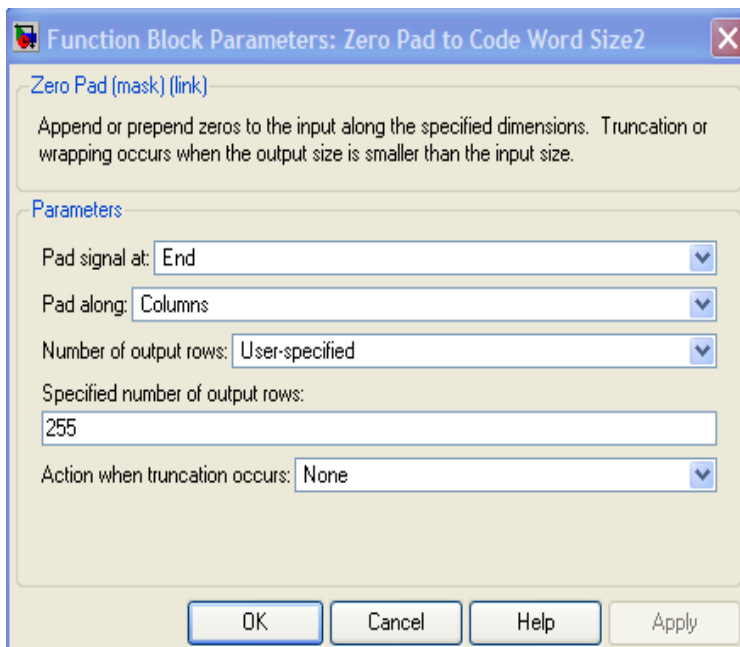 Function Block Parameters: Zero Pad to Code Word Size2
Zero Pad (mask) (link)
Append or prepend zeros to the input along the specified dimensions.  Truncation or
wrapping occurs when the output size is smaller than the input size.
Parameters
Pad signal at: End
Pad along: Columns
Number of output rows: User-specified
Specified number of output rows:
255
Action when truncation occurs: None
OK Cancel Help Apply